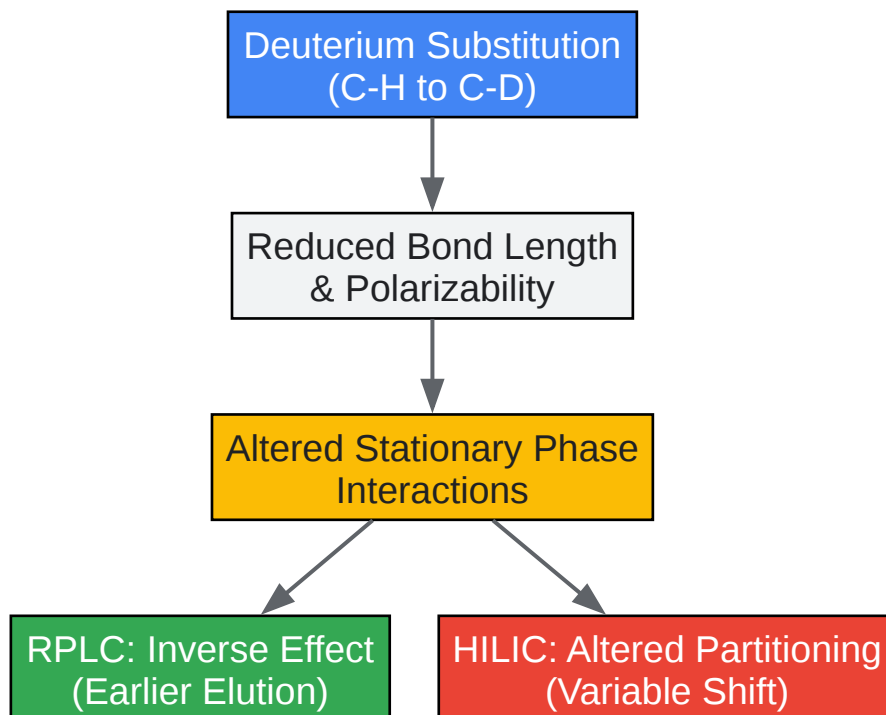 Deuterium Substitution
(C-H to C-D)
Reduced Bond Length
& Polarizability
Altered Stationary Phase
Interactions
RPLC: Inverse Effect
(Earlier Elution)
HILIC: Altered Partitioning
(Variable Shift)